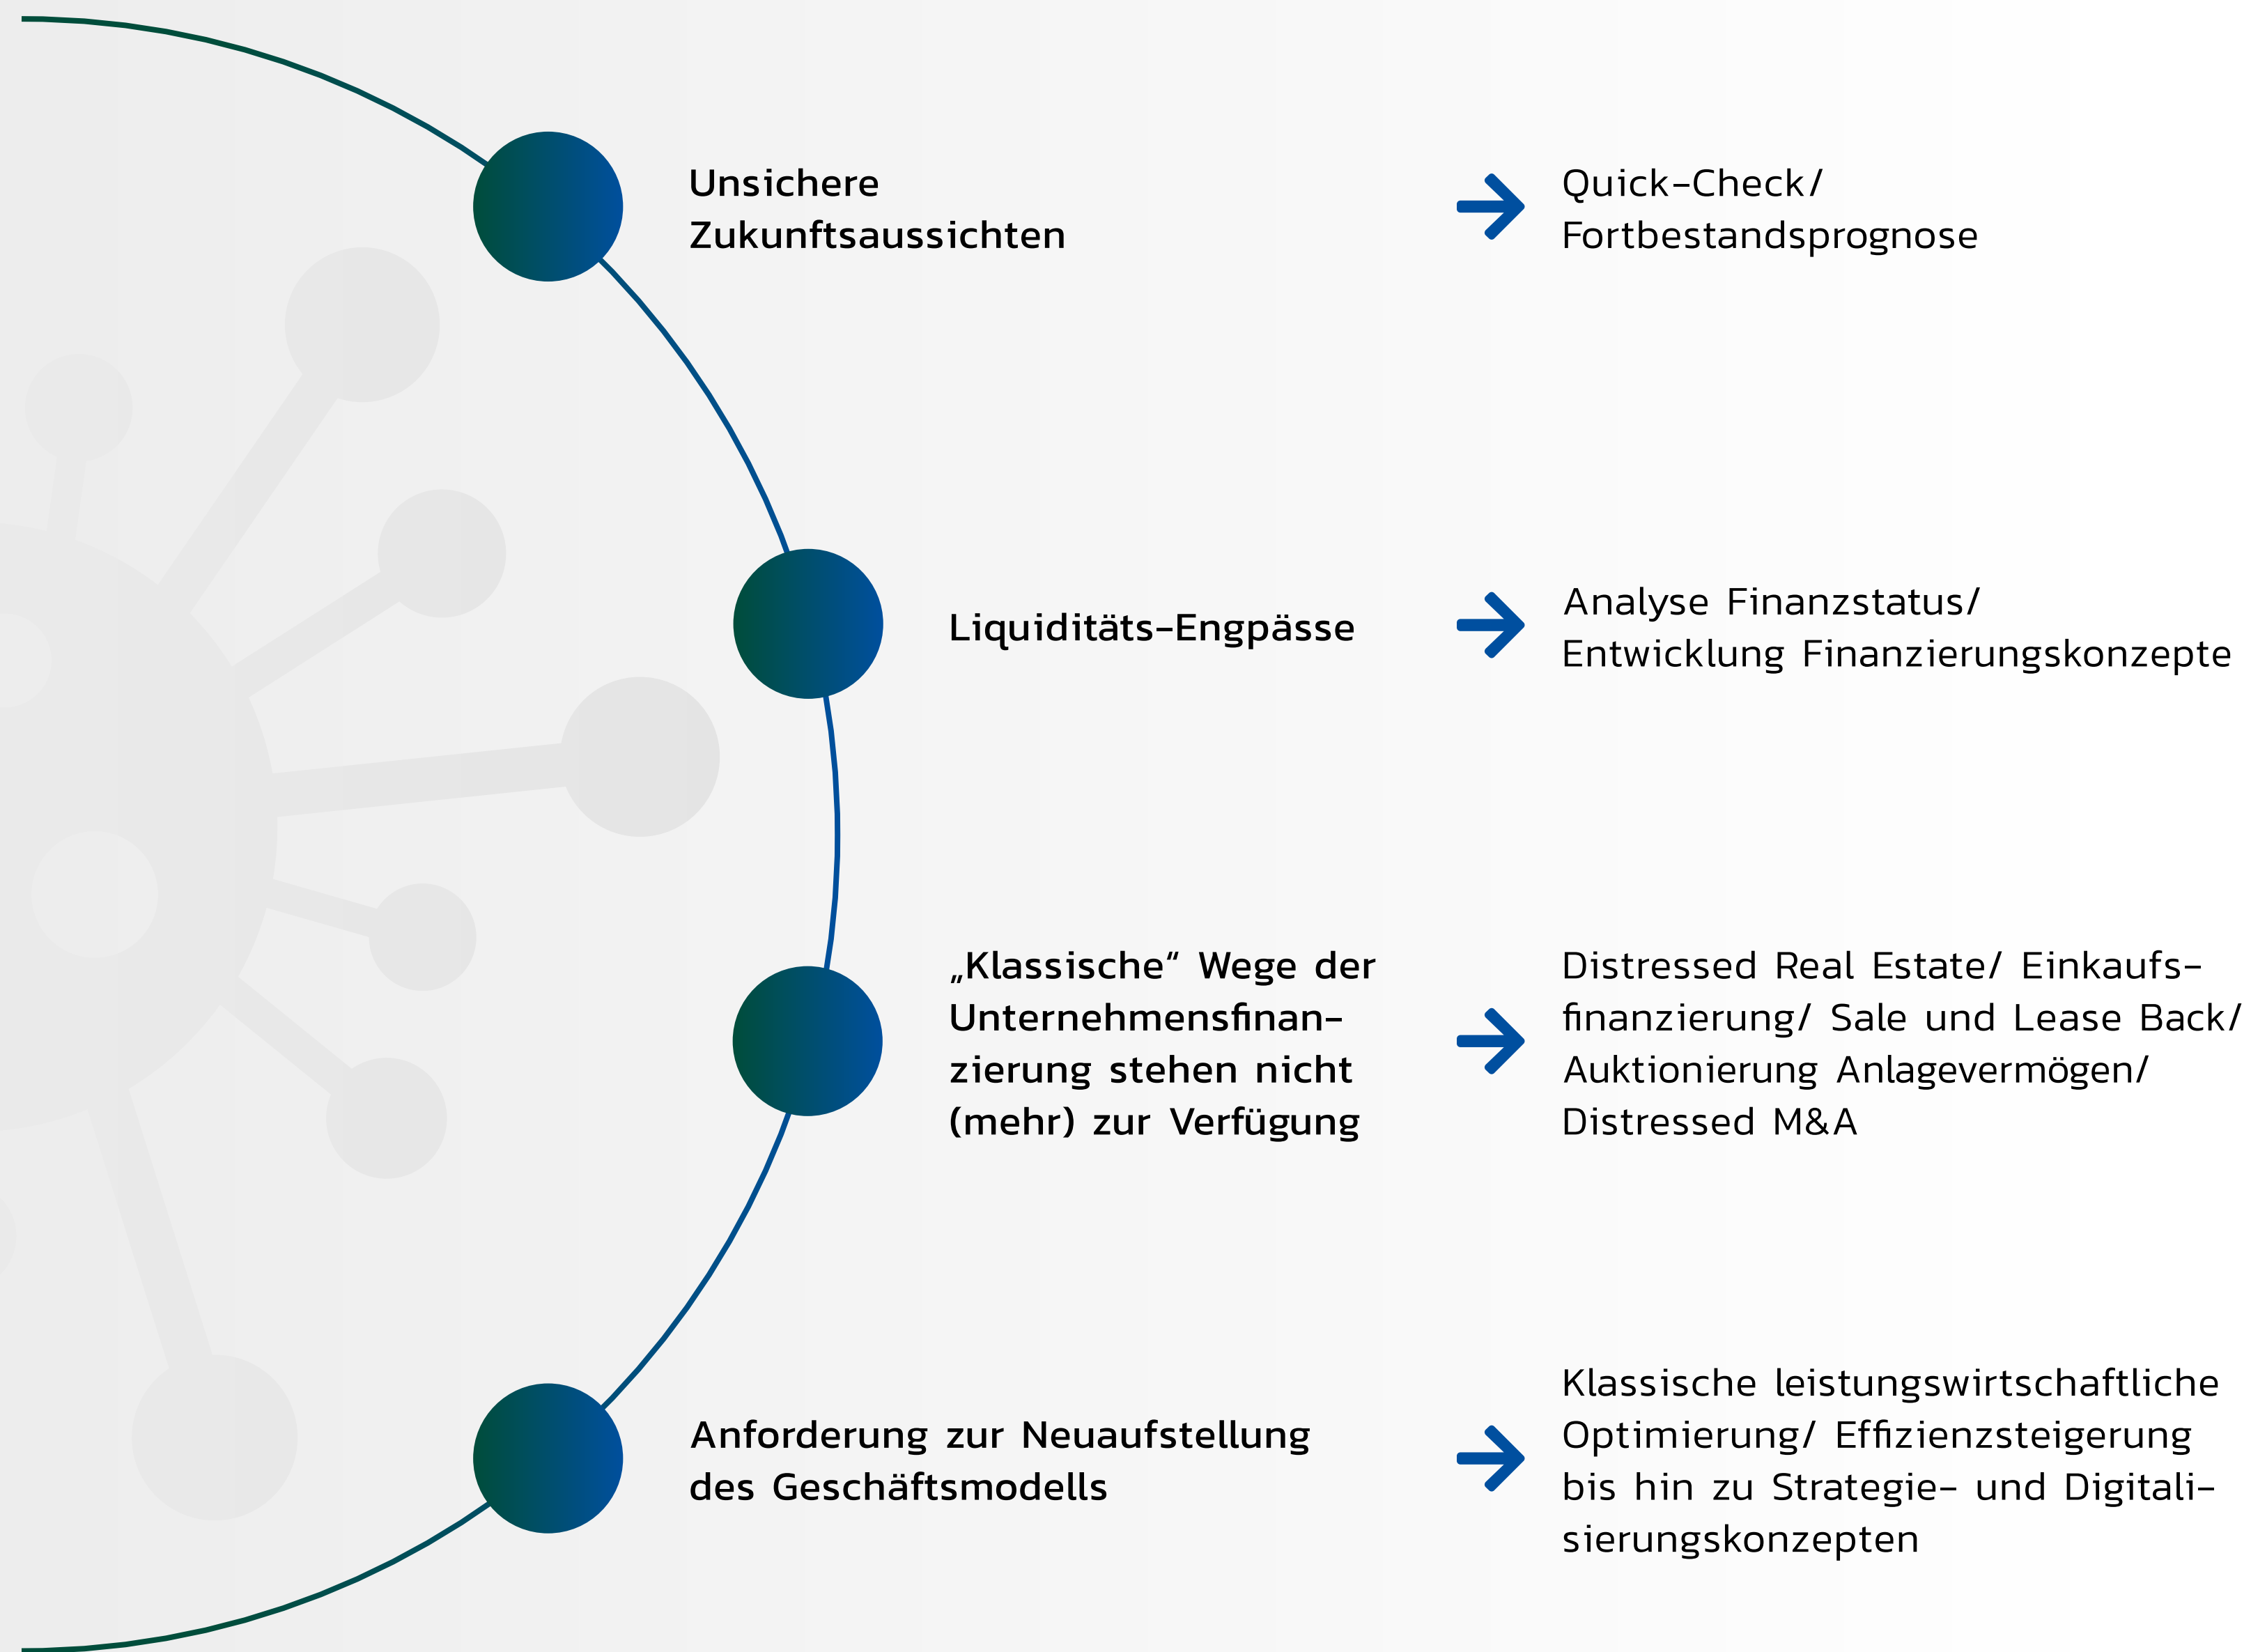 Unsichere
Zukunftsaussichten
Quick-Check/
Fortbestandsprognose
Liquiditäts-Engpässe
Analyse Finanzstatus/
Entwicklung Finanzierungskonzepte
„Klassische“ Wege der
Unternehmensfinan-
zierung stehen nicht
(mehr) zur Verfügung
Distressed Real Estate/ Einkaufs-
finanzierung/ Sale und Lease Back/
Auktionierung Anlagevermögen/
Distressed M&A
Anforderung zur Neuaufstellung
des Geschäftsmodells
Klassische leistungswirtschaftliche
Optimierung/ Effizienzsteigerung
bis hin zu Strategie- und Digitali-
sierungskonzepten